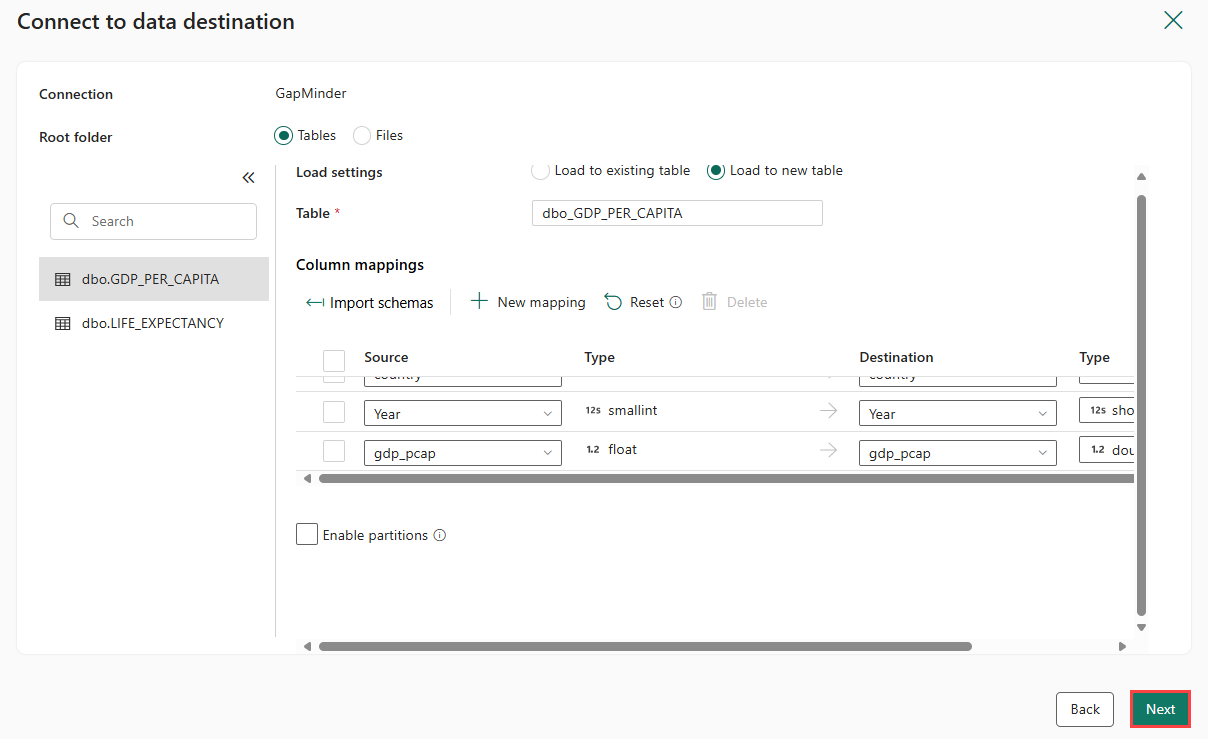 Connect to data destination
Connection GapMinder
Root folder Tables Files
Load settings Load to existing table Load to new table
Search
Table * dbo_GDP_PER_CAPITA
Column mappings
dbo.GDP_PER_CAPITA
dbo.LIFE_EXPECTANCY
Import schemas New mapping Reset Delete
Source Type Destination Type
country country
Year 12s smallint Year 12s sho
gdp_pcap 1.2 float gdp_pcap 1.2 dou
Enable partitions
Back Next